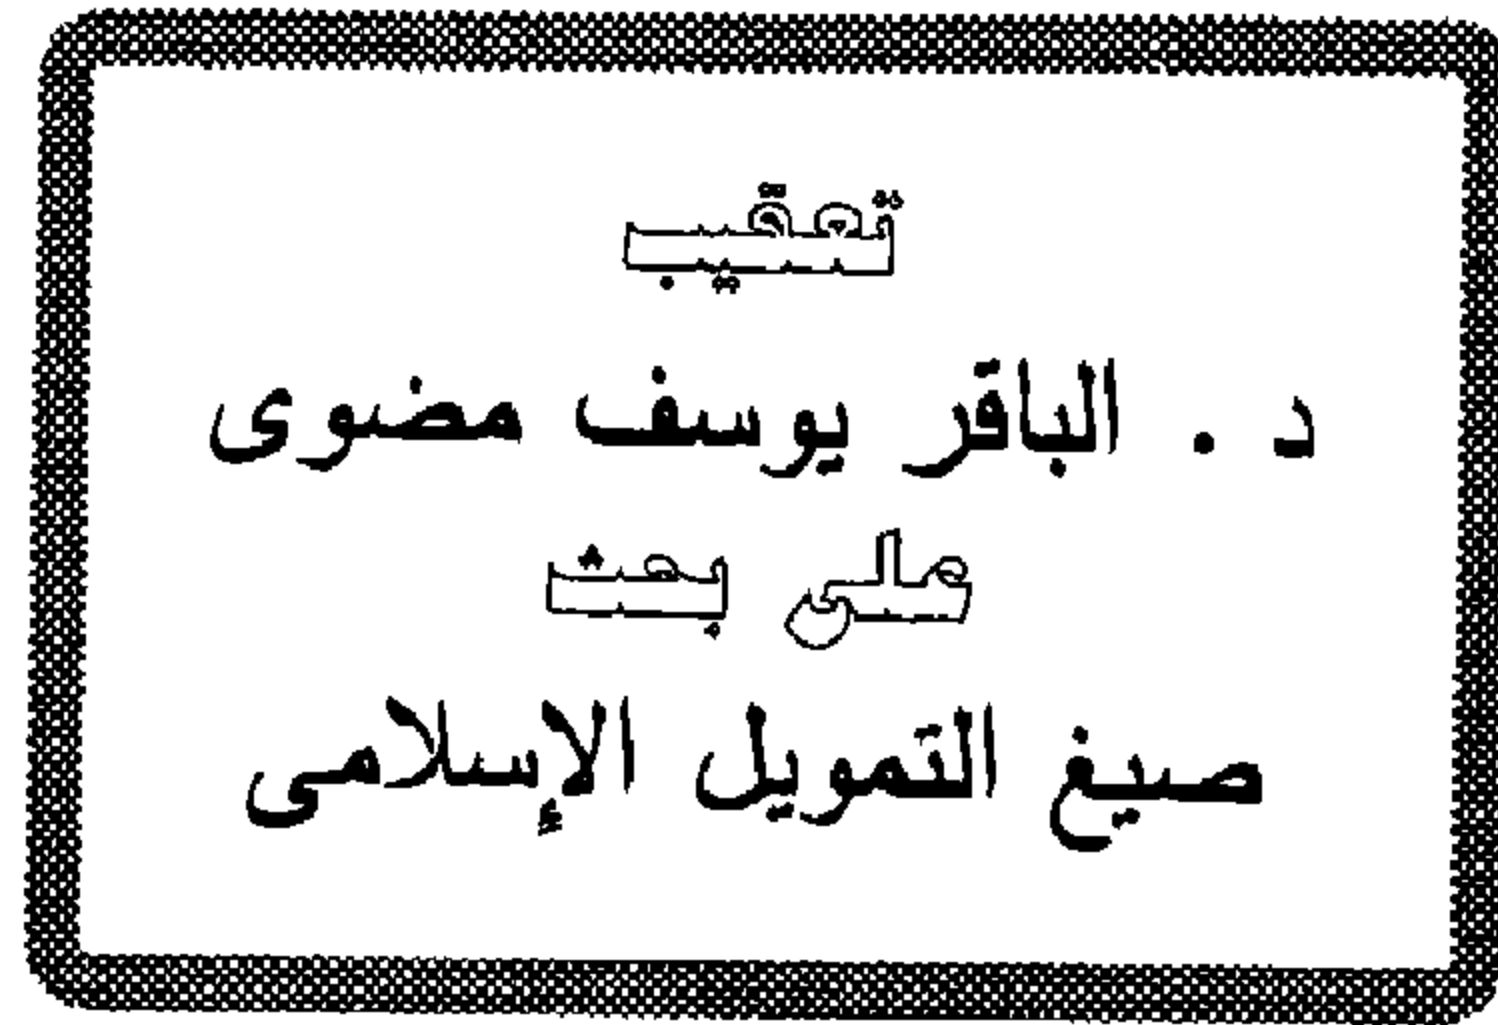 تعقيب
د . الباقر يوسف مضوى
على بحث
صيغ التمويل الإسلامى